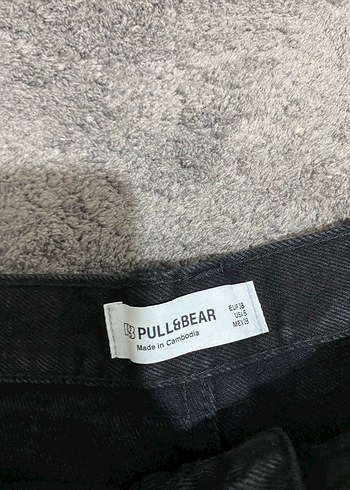 PULL&BEAR
Made in Cambodia
EUR 38
USA 6
MEX 28